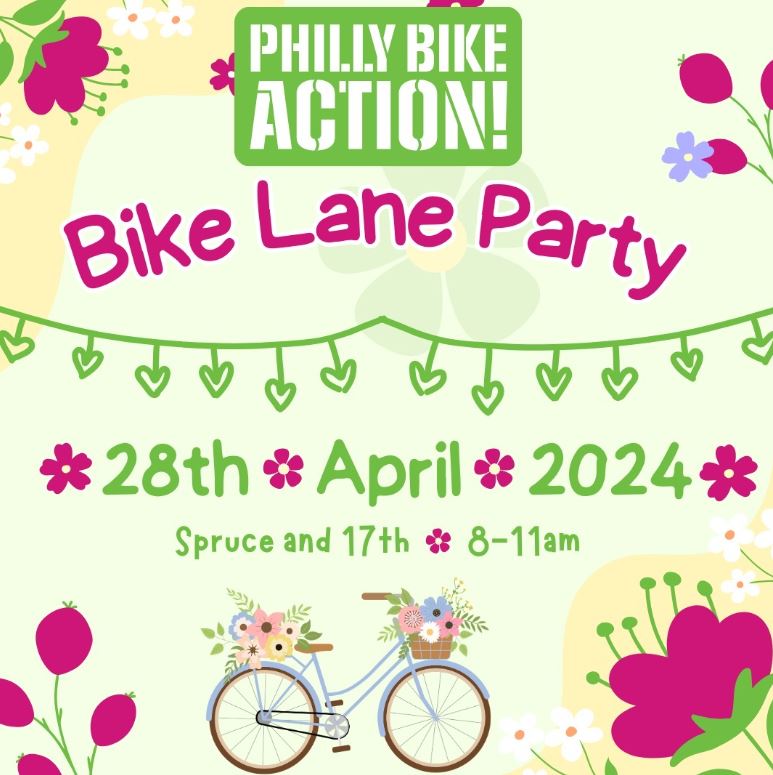 PHILLY BIKE
ACTION!
Bike Lane Party
28th April 2024
Spruce and 17th 8-11am